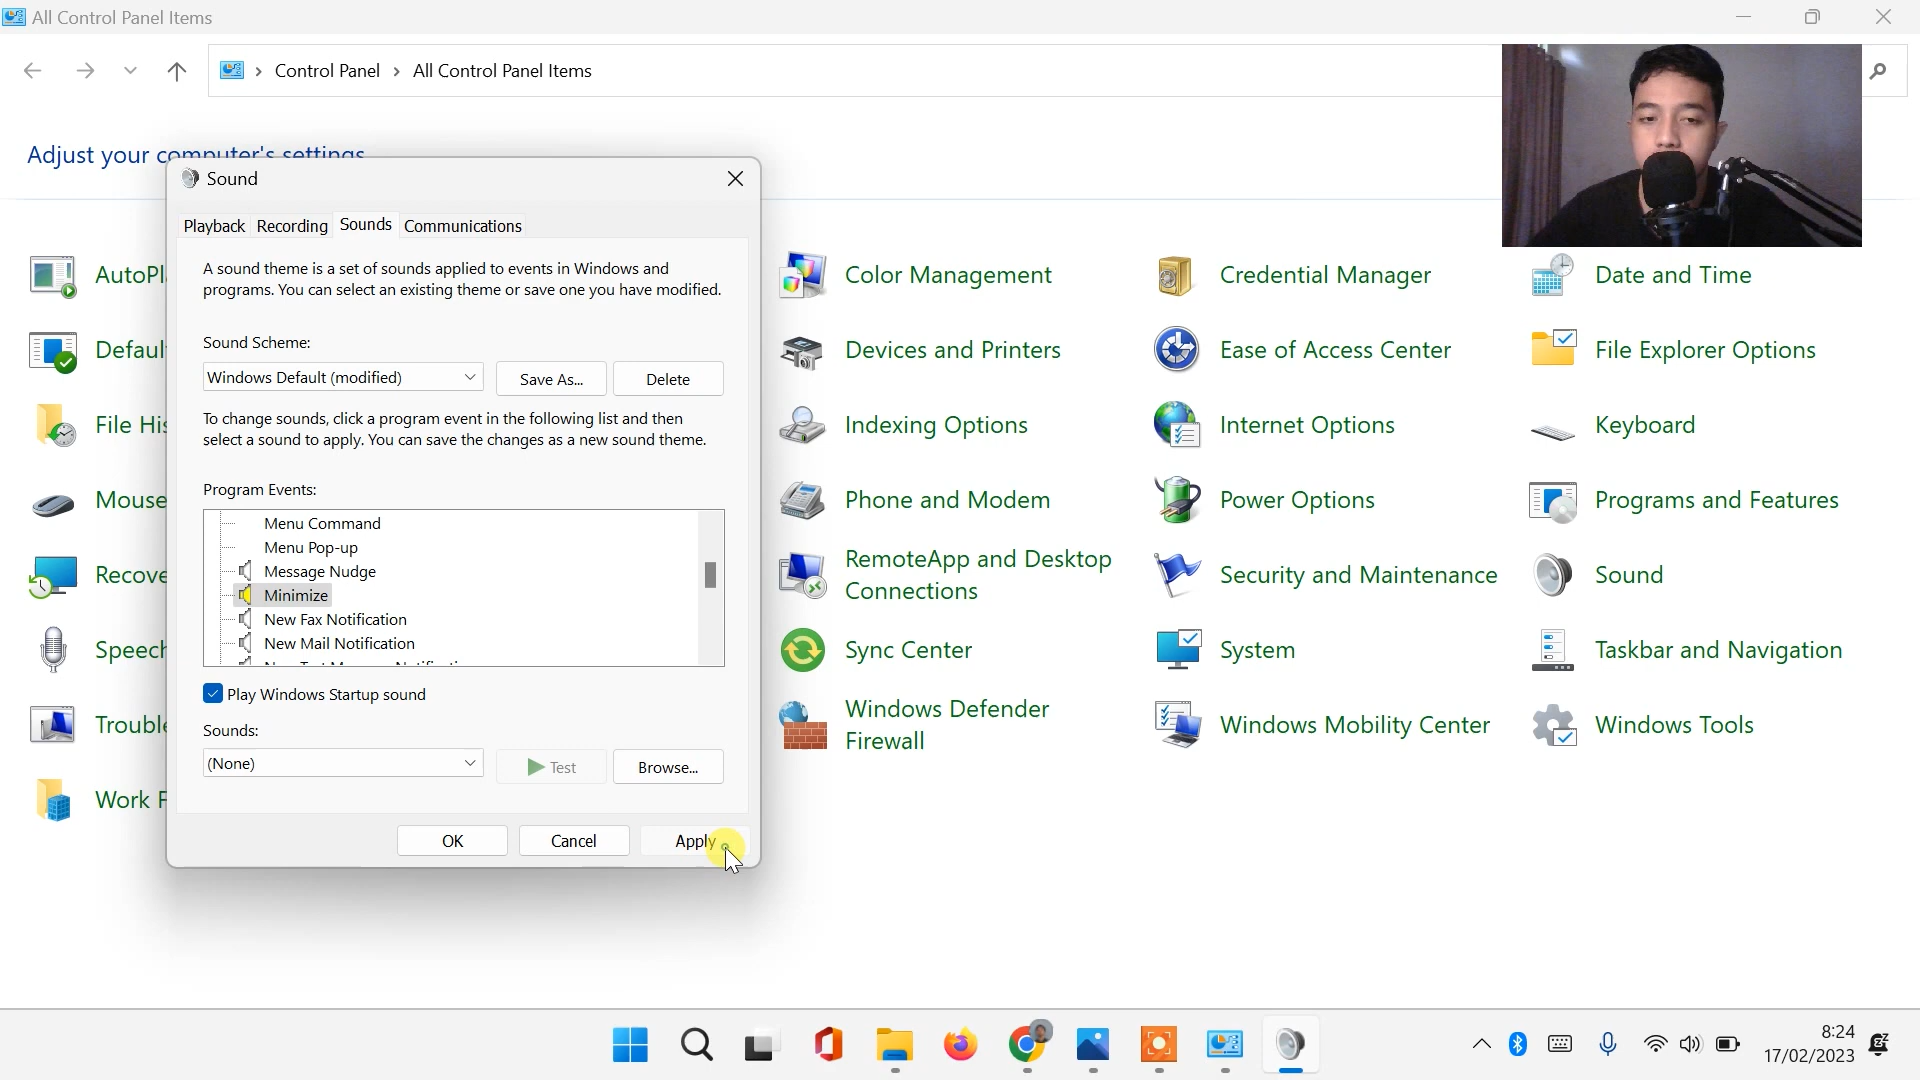 All Control Panel Items
Control Panel > All Control Panel Items
Adjust your computer's settings
Sound
Playback Recording Sounds Communications
A sound theme is a set of sounds applied to events in Windows and
programs. You can select an existing theme or save one you have modified.
Sound Scheme:
Windows Default (modified) Save As... Delete
To change sounds, click a program event in the following list and then
select a sound to apply. You can save the changes as a new sound theme.
Program Events:
Menu Command
Menu Pop-up
Message Nudge
Minimize
New Fax Notification
New Mail Notification
Play Windows Startup sound
Sounds:
(None) Test Browse...
OK Cancel Apply
AutoPl
Color Management
Credential Manager
Date and Time
Defaul
Devices and Printers
Ease of Access Center
File Explorer Options
File His
Indexing Options
Internet Options
Keyboard
Mouse
Phone and Modem
Power Options
Programs and Features
Recove
RemoteApp and Desktop
Connections
Security and Maintenance
Sound
Speech
Sync Center
System
Taskbar and Navigation
Trouble
Windows Defender
Firewall
Windows Mobility Center
Windows Tools
Work F
8:24
17/02/2023